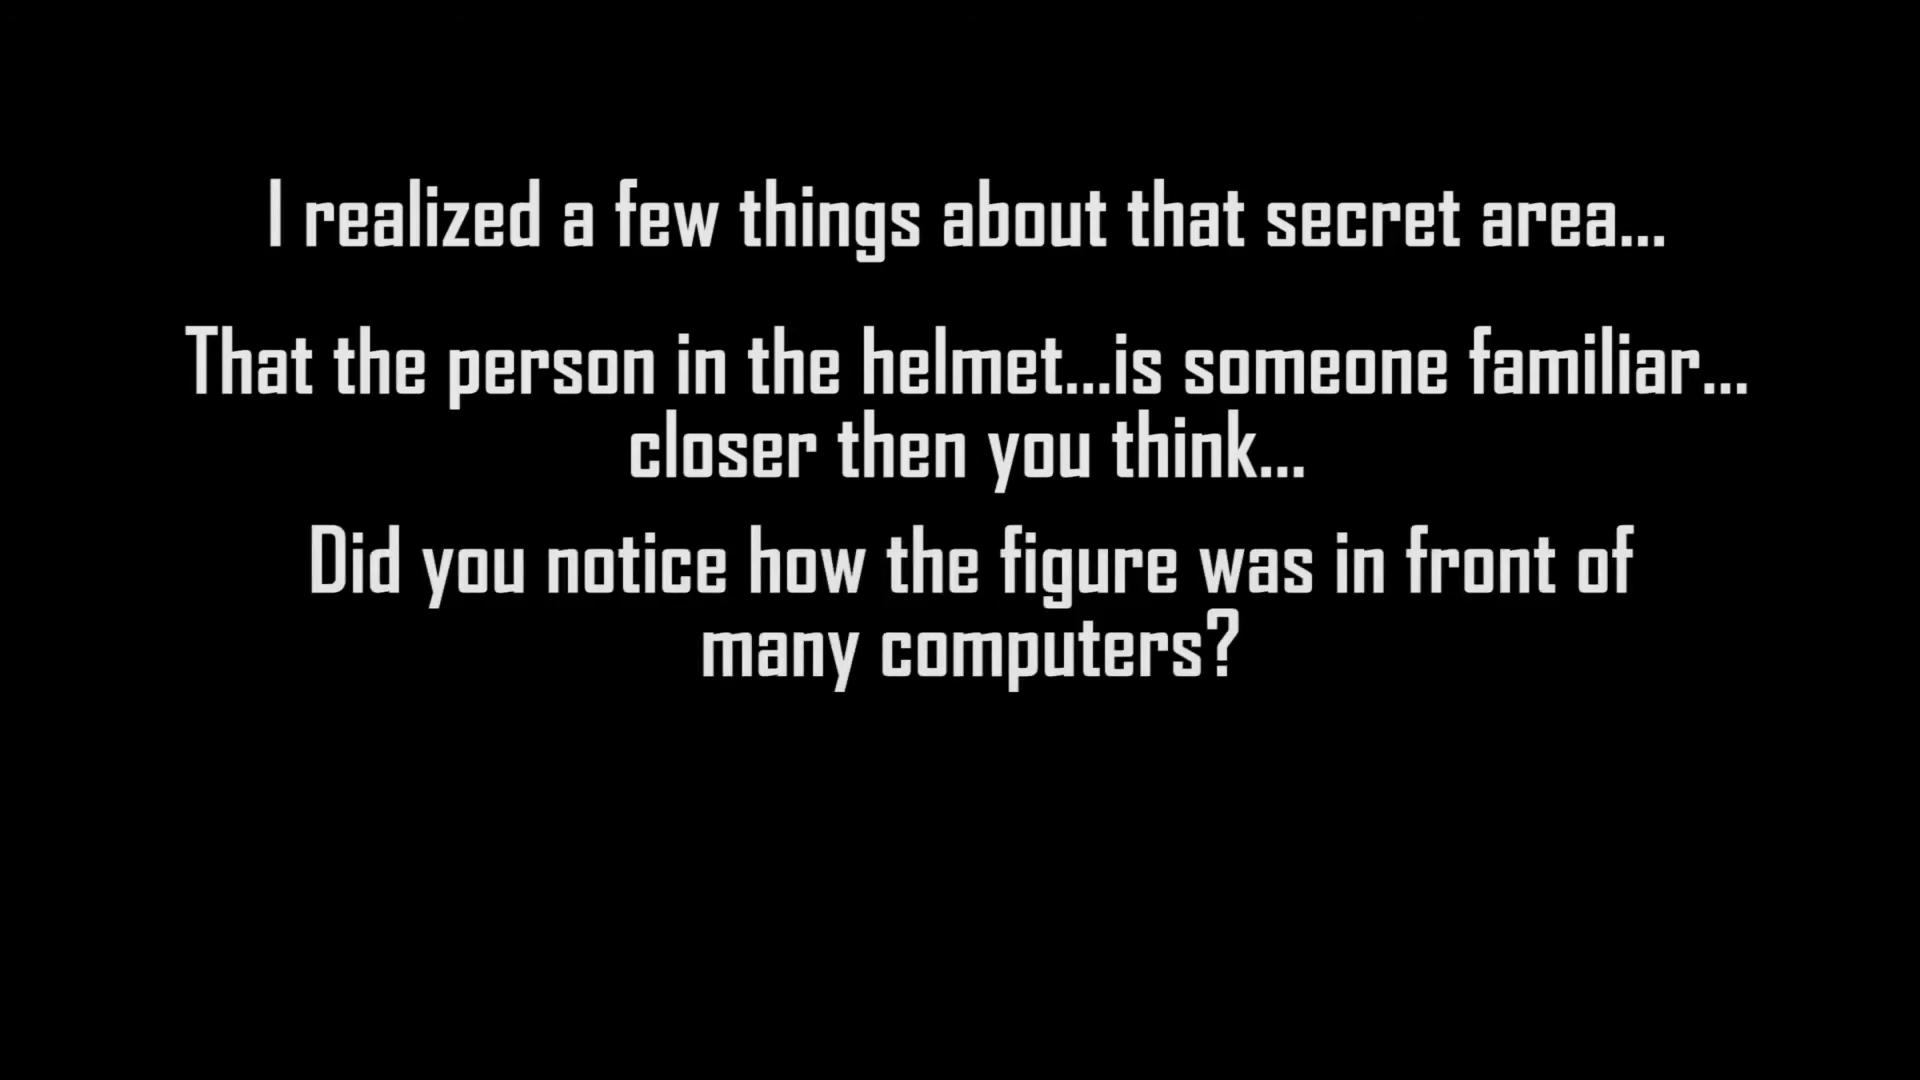 I realized a few things about that secret area...
That the person in the helmet...is someone familiar...
closer then you think...
Did you notice how the figure was in front of
many computers?